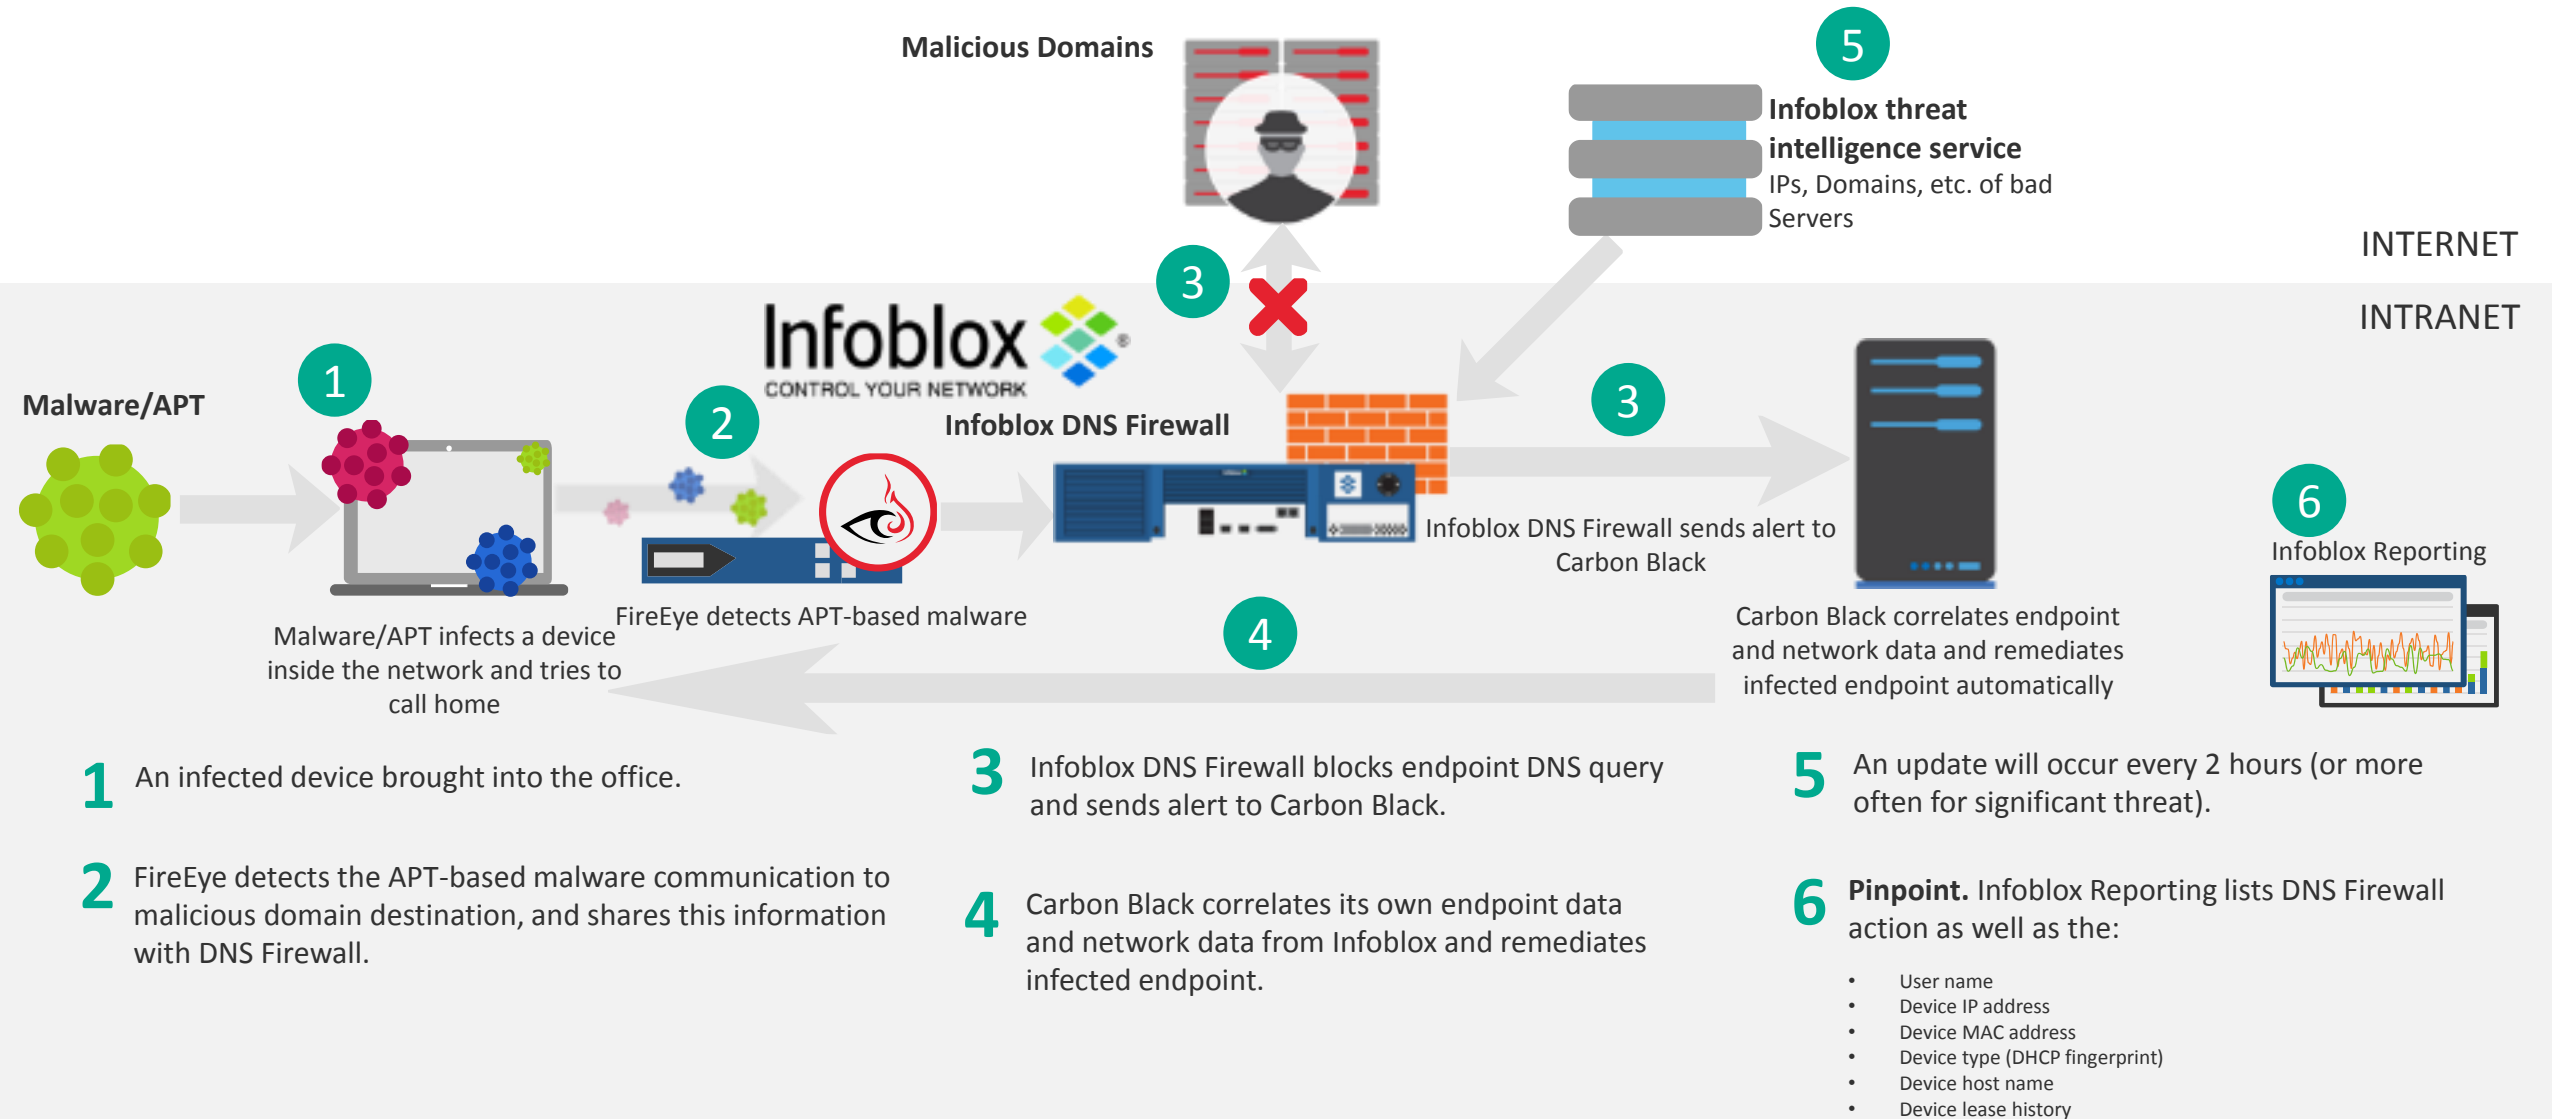 Malicious Domains
5
Infoblox threat
intelligence service
IPs, Domains, etc. of bad
Servers
INTERNET
3
INTRANET
Infoblox
®
CONTROL YOUR NETWORK
1
Malware/APT
2
Infoblox DNS Firewall
3
6
Infoblox DNS Firewall sends alert to
Carbon Black
Infoblox Reporting
FireEye detects APT-based malware
Malware/APT infects a device
inside the network and tries to
call home
4
Carbon Black correlates endpoint
and network data and remediates
infected endpoint automatically
1 An infected device brought into the office.
2 FireEye detects the APT-based malware communication to
malicious domain destination, and shares this information
with DNS Firewall.
3 Infoblox DNS Firewall blocks endpoint DNS query
and sends alert to Carbon Black.
4 Carbon Black correlates its own endpoint data
and network data from Infoblox and remediates
infected endpoint.
5 An update will occur every 2 hours (or more
often for significant threat).
6 Pinpoint. Infoblox Reporting lists DNS Firewall
action as well as the:
• User name
• Device IP address
• Device MAC address
• Device type (DHCP fingerprint)
• Device host name
• Device lease history